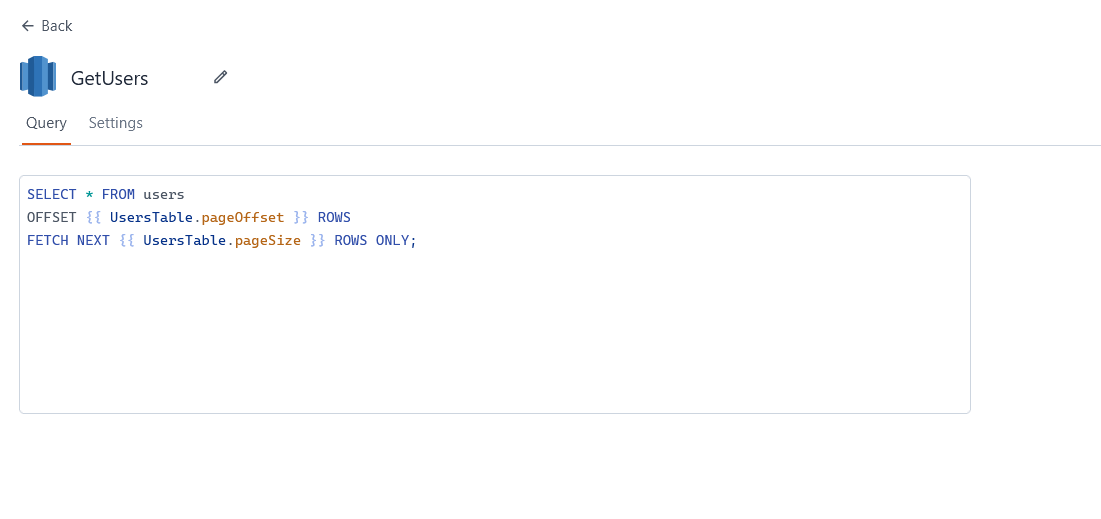 Back
GetUsers
Query Settings
SELECT * FROM users
OFFSET {{ UsersTable.pageOffset }} ROWS
FETCH NEXT {{ UsersTable.pageSize }} ROWS ONLY;